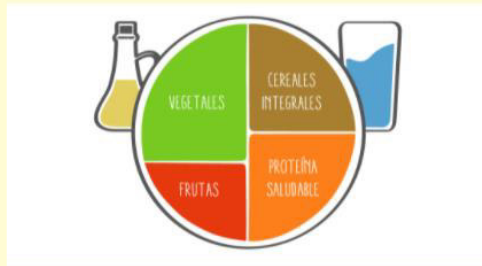 VEGETALES
CEREALES
INTEGRALES
FRUTAS
PROTEÍNA
SALUDABLE